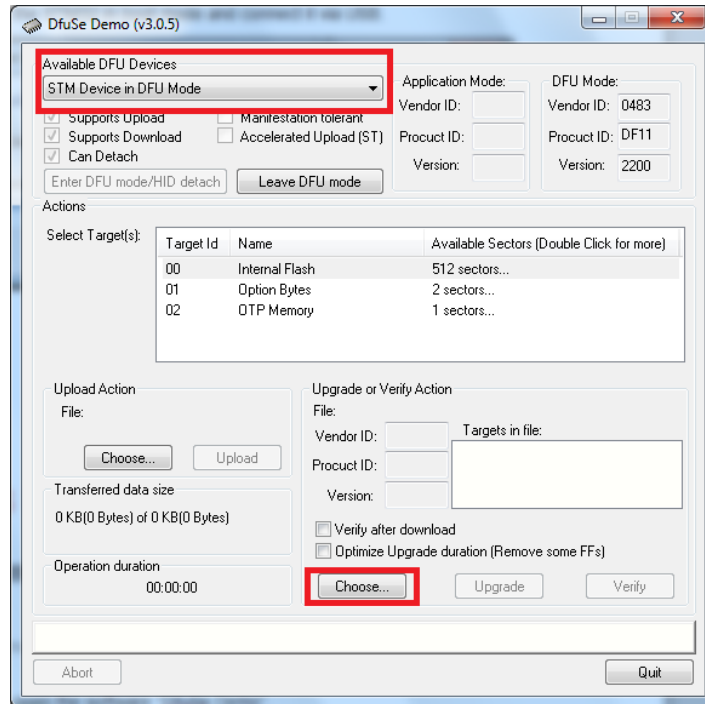 DfuSe Demo (v3.0.5)
Available DFU Devices
STM Device in DFU Mode
Supports Upload
Manifestation tolerant
Supports Download
Accelerated Upload (ST)
Can Detach
Enter DFU mode/HID detach
Leave DFU mode
Application Mode:
Vendor ID:
Procuct ID:
Version:
DFU Mode:
Vendor ID: 0483
Procuct ID: DF11
Version: 2200
Actions
Select Target(s):
Target Id Name Available Sectors (Double Click for more)
00 Internal Flash 512 sectors...
01 Option Bytes 2 sectors...
02 OTP Memory 1 sectors...
Upload Action
File:
Choose...
Upload
Transferred data size
0 KB(0 Bytes) of 0 KB(0 Bytes)
Operation duration
00:00:00
Upgrade or Verify Action
File:
Vendor ID:
Procuct ID:
Version:
Targets in file:
Verify after download
Optimize Upgrade duration (Remove some FFs)
Choose...
Upgrade
Verify
Abort
Quit